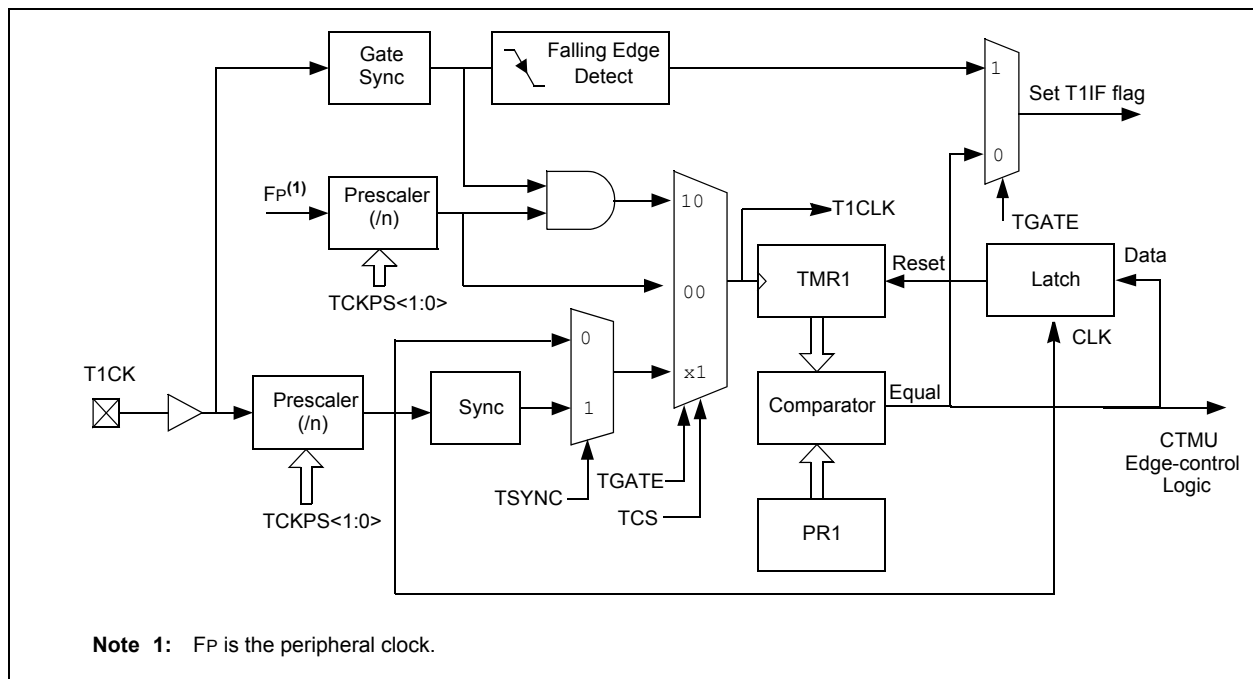 Gate
Sync
Falling Edge
Detect
1
Set T1IF flag
0
FP(1)
Prescaler
(/n)
10
T1CLK
TGATE
TMR1
Reset
Latch
Data
TCKPS<1:0>
00
CLK
0
T1CK
x1
Prescaler
(/n)
Sync
1
Comparator
Equal
TGATE
TSYNC
TCS
CTMU
Edge-control
Logic
TCKPS<1:0>
PR1
Note 1: FP is the peripheral clock.